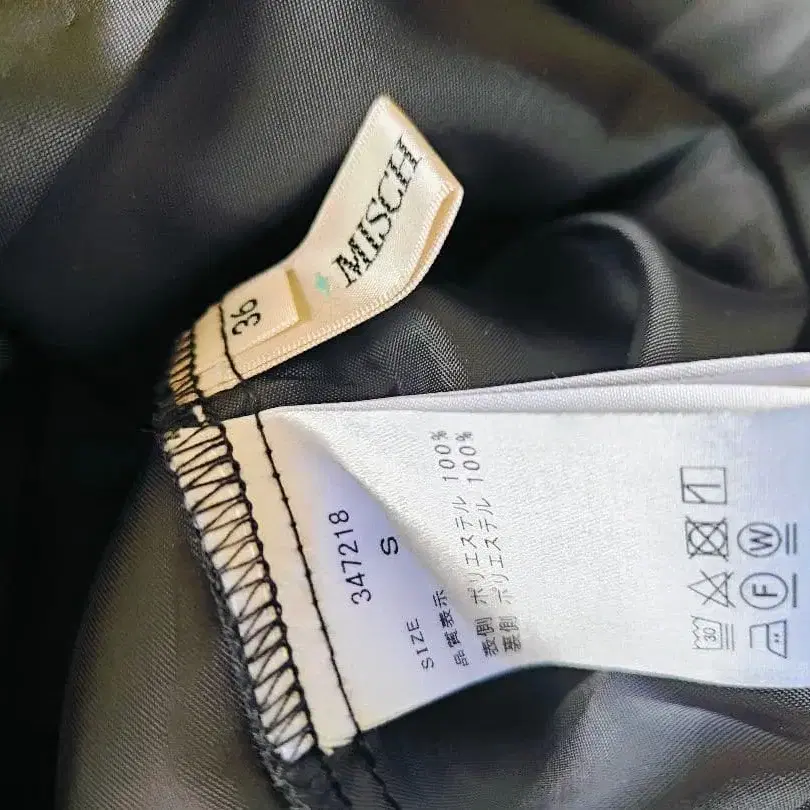 MISCH
36
347218
SIZE S
品質表示
表側 ポリエステル 100%
裏側 ポリエステル 100%
30
W
F